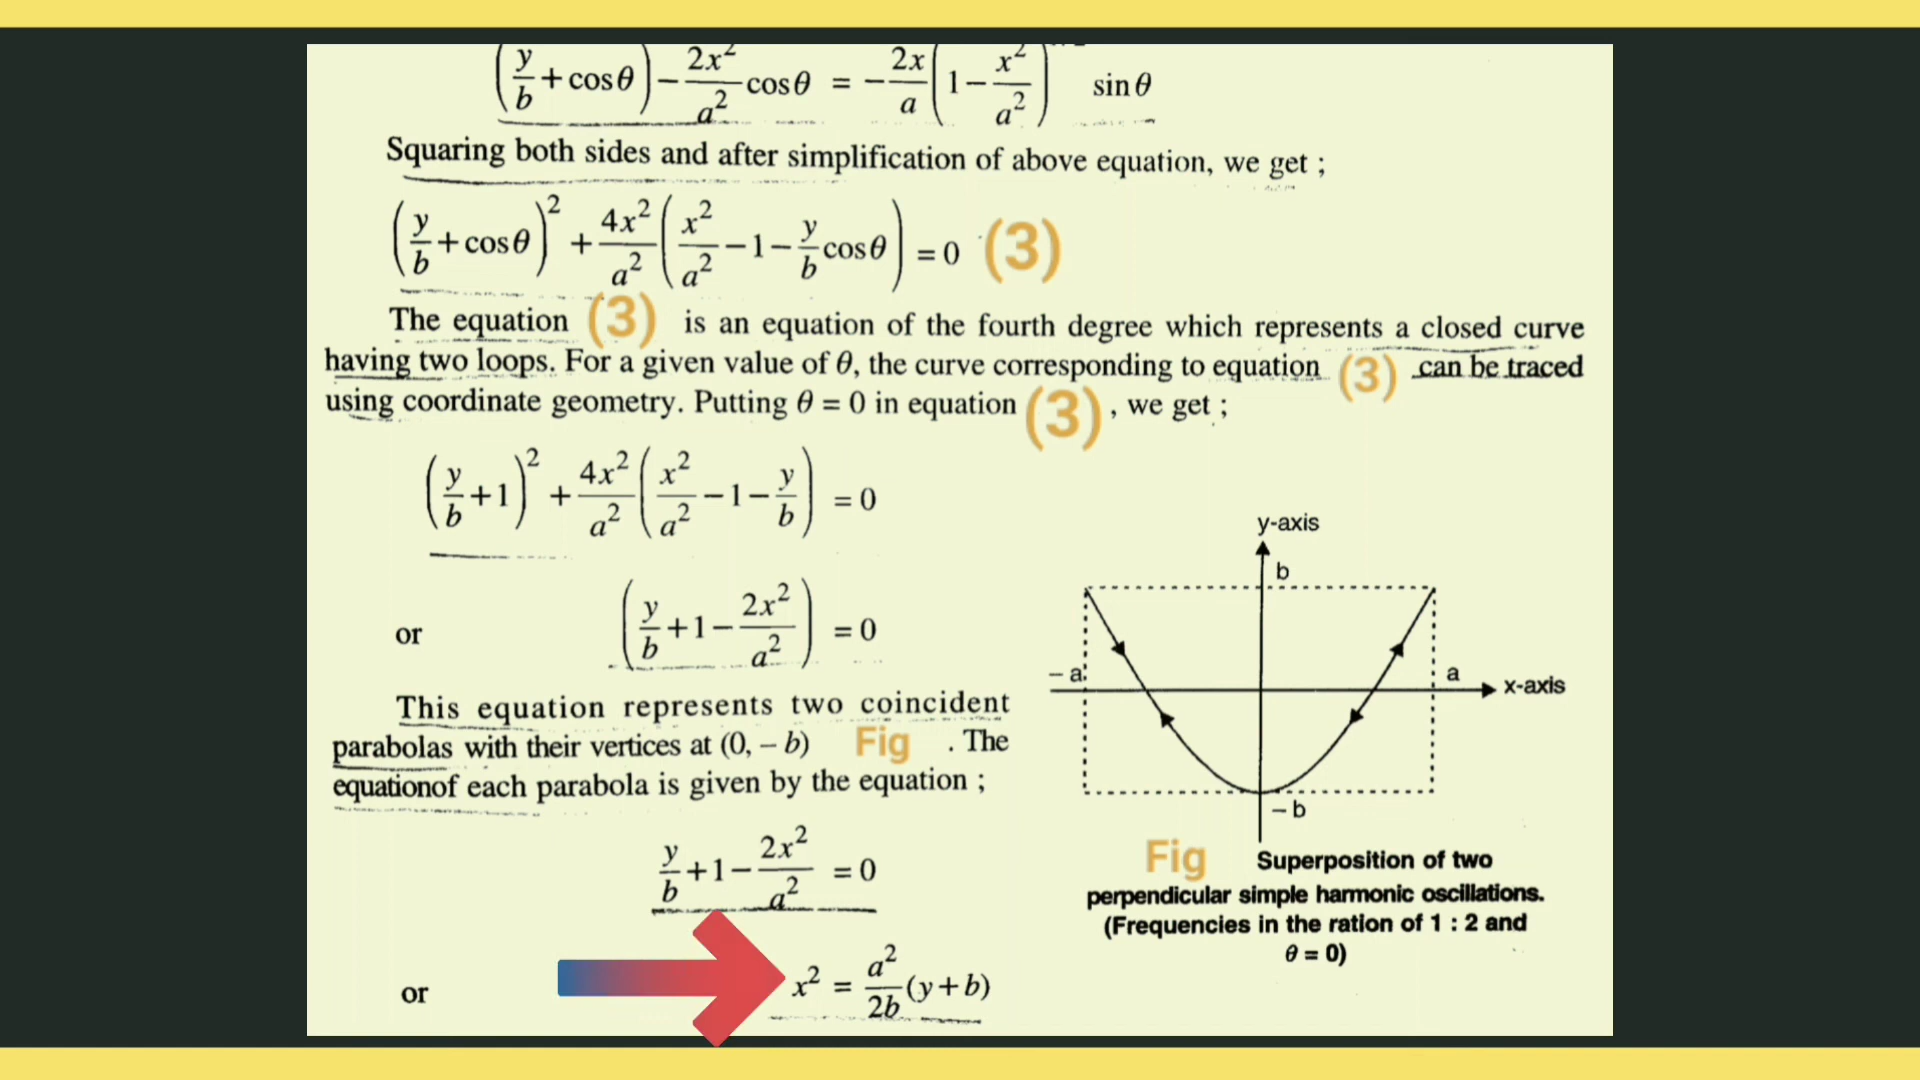 (y/b + cosθ) − 2x²/a² cosθ = − 2x/a (1 − x²/a²) sinθ
Squaring both sides and after simplification of above equation, we get ;
(y/b + cosθ)² + 4x²/a² (x²/a² − 1 − y/b cosθ) = 0 (3)
The equation (3) is an equation of the fourth degree which represents a closed curve
having two loops. For a given value of θ, the curve corresponding to equation (3) can be traced
using coordinate geometry. Putting θ = 0 in equation (3) , we get ;
(y/b + 1)² + 4x²/a² (x²/a² − 1 − y/b) = 0
or (y/b + 1 − 2x²/a²) = 0
This equation represents two coincident
parabolas with their vertices at (0, – b) Fig . The
equationof each parabola is given by the equation ;
y/b + 1 − 2x²/a² = 0
or x² = a²/2b (y + b)
y-axis
b
– a
a
x-axis
– b
Fig Superposition of two
perpendicular simple harmonic oscillations.
(Frequencies in the ration of 1 : 2 and
θ = 0)